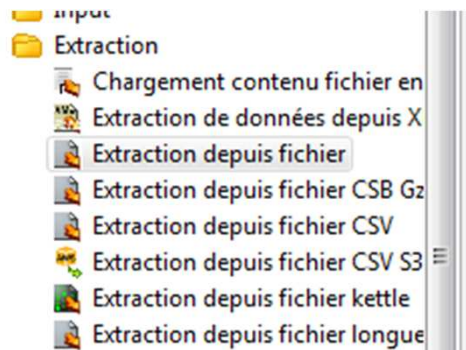 Input
Extraction
Chargement contenu fichier en
Extraction de données depuis X
Extraction depuis fichier
Extraction depuis fichier CSB Gz
Extraction depuis fichier CSV
Extraction depuis fichier CSV S3
Extraction depuis fichier kettle
Extraction depuis fichier longue